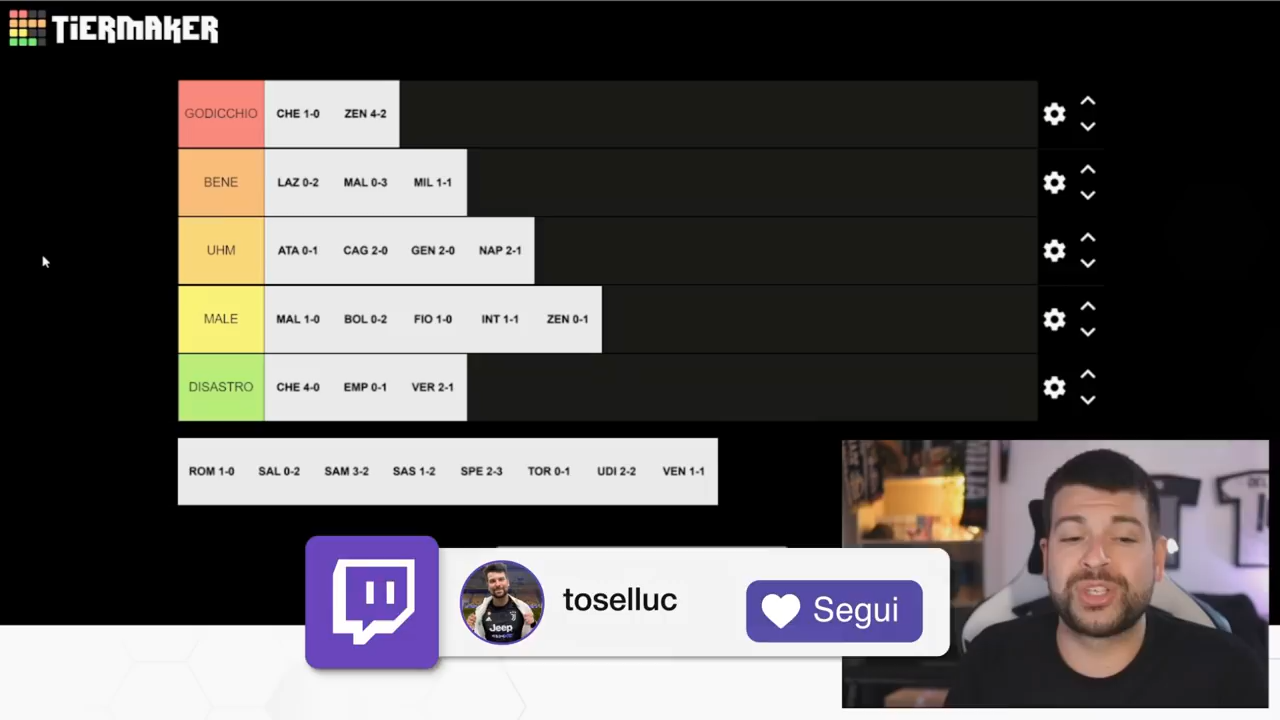 TiERMAKER
GODICCHIO CHE 1-0 ZEN 4-2
BENE LAZ 0-2 MAL 0-3 MIL 1-1
UHM ATA 0-1 CAG 2-0 GEN 2-0 NAP 2-1
MALE MAL 1-0 BOL 0-2 FIO 1-0 INT 1-1 ZEN 0-1
DISASTRO CHE 4-0 EMP 0-1 VER 2-1
ROM 1-0 SAL 0-2 SAM 3-2 SAS 1-2 SPE 2-3 TOR 0-1 UDI 2-2 VEN 1-1
toselluc
Segui
Jeep